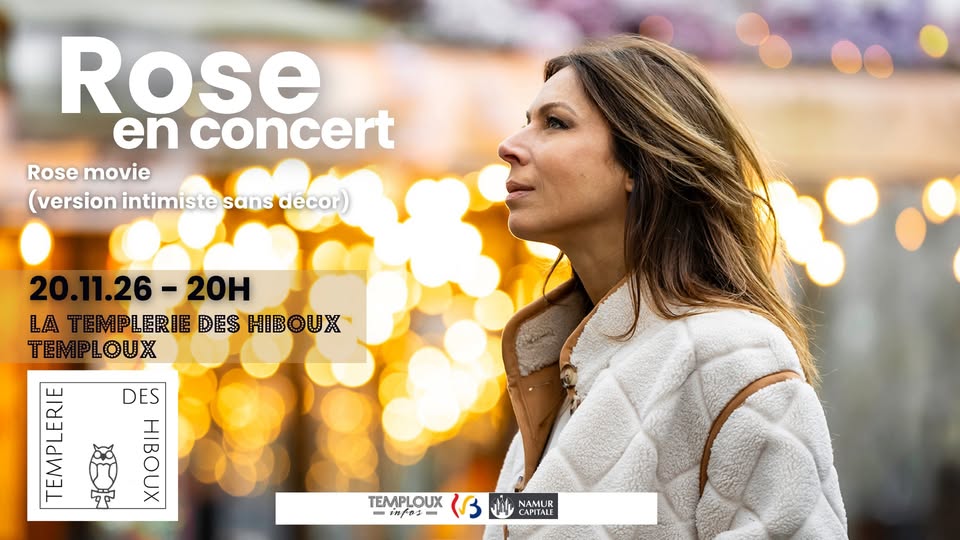 Rose
en concert
Rose movie
(version intimiste sans décor)
20.11.26 - 20H
LA TEMPLERIE DES HIBOUX
TEMPLOUX
TEMPLERIE
DES HIBOUX
TEMPLOUX
infos
NAMUR
CAPITALE